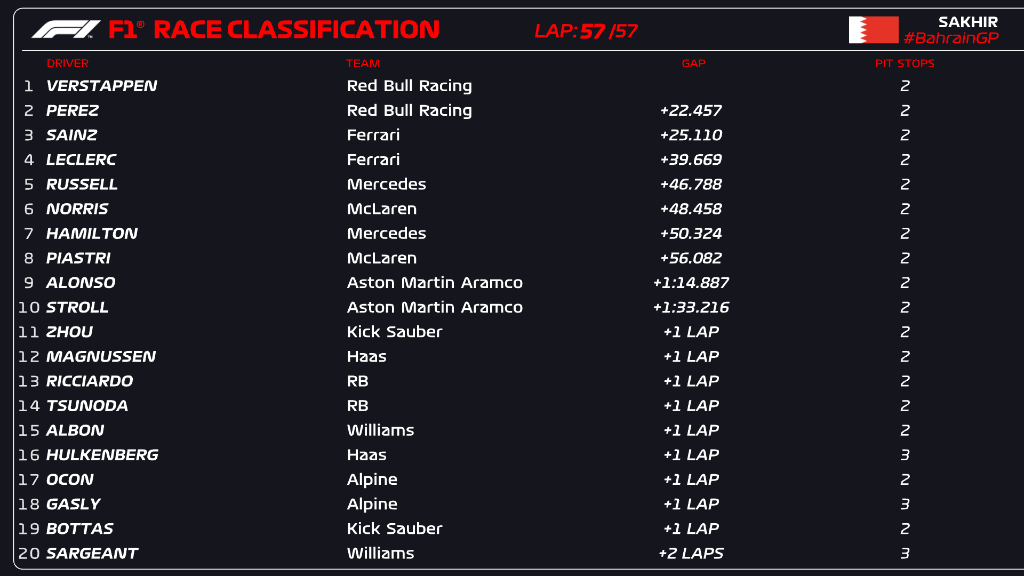 F1® RACE CLASSIFICATION LAP: 57 /57 SAKHIR
#BahrainGP
DRIVER TEAM GAP PIT STOPS
1 VERSTAPPEN Red Bull Racing 2
2 PEREZ Red Bull Racing +22.457 2
3 SAINZ Ferrari +25.110 2
4 LECLERC Ferrari +39.669 2
5 RUSSELL Mercedes +46.788 2
6 NORRIS McLaren +48.458 2
7 HAMILTON Mercedes +50.324 2
8 PIASTRI McLaren +56.082 2
9 ALONSO Aston Martin Aramco +1:14.887 2
10 STROLL Aston Martin Aramco +1:33.216 2
11 ZHOU Kick Sauber +1 LAP 2
12 MAGNUSSEN Haas +1 LAP 2
13 RICCIARDO RB +1 LAP 2
14 TSUNODA RB +1 LAP 2
15 ALBON Williams +1 LAP 2
16 HULKENBERG Haas +1 LAP 3
17 OCON Alpine +1 LAP 2
18 GASLY Alpine +1 LAP 3
19 BOTTAS Kick Sauber +1 LAP 2
20 SARGEANT Williams +2 LAPS 3